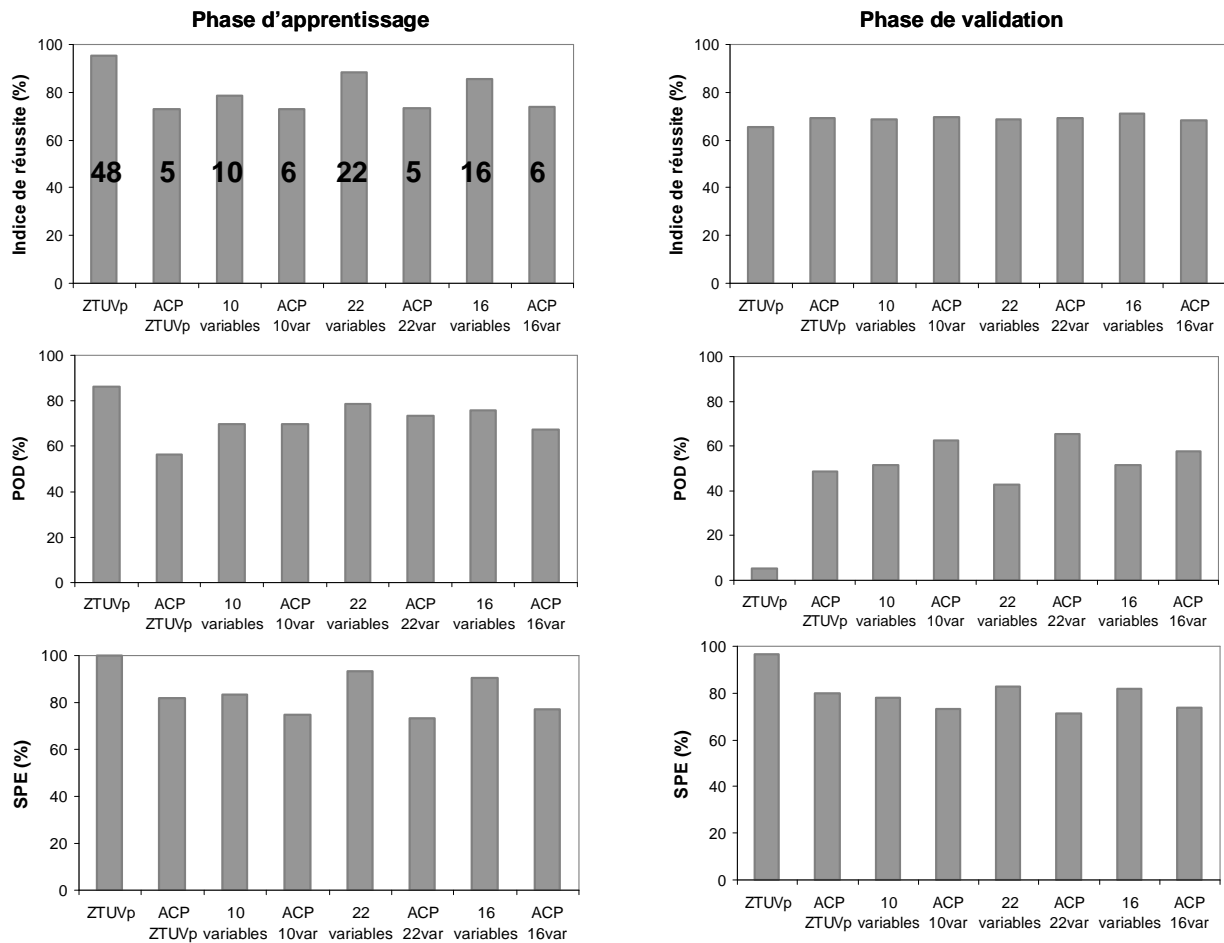 Phase d'apprentissage
Indice de réussite (%)
100
80
60
40
20
0
48 5 10 6 22 5 16 6
ZTUVp ACP 10 ACP 22 ACP 16 ACP
ZTUVp variables 10var variables 22var variables 16var
POD (%)
100
80
60
40
20
0
ZTUVp ACP 10 ACP 22 ACP 16 ACP
ZTUVp variables 10var variables 22var variables 16var
SPE (%)
100
80
60
40
20
0
ZTUVp ACP 10 ACP 22 ACP 16 ACP
ZTUVp variables 10var variables 22var variables 16var
Phase de validation
Indice de réussite (%)
100
80
60
40
20
0
ZTUVp ACP 10 ACP 22 ACP 16 ACP
ZTUVp variables 10var variables 22var variables 16var
POD (%)
100
80
60
40
20
0
ZTUVp ACP 10 ACP 22 ACP 16 ACP
ZTUVp variables 10var variables 22var variables 16var
SPE (%)
100
80
60
40
20
0
ZTUVp ACP 10 ACP 22 ACP 16 ACP
ZTUVp variables 10var variables 22var variables 16var